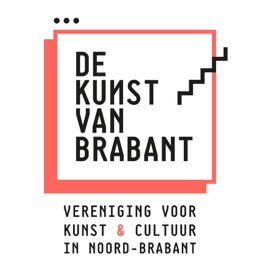 DE
KUNST
VAN
BRABANT
VERENIGING VOOR
KUNST & CULTUUR
IN NOORD-BRABANT